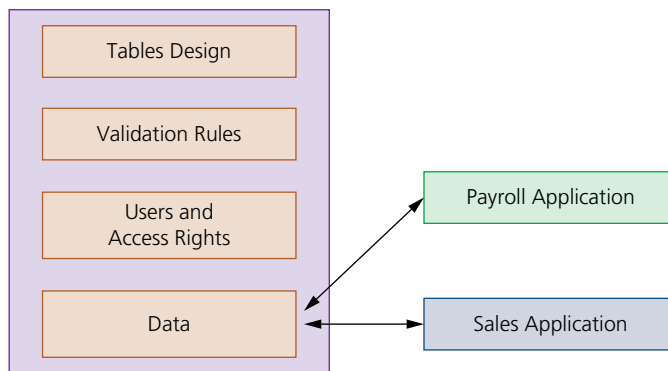 Tables Design
Validation Rules
Users and
Access Rights
Data
Payroll Application
Sales Application